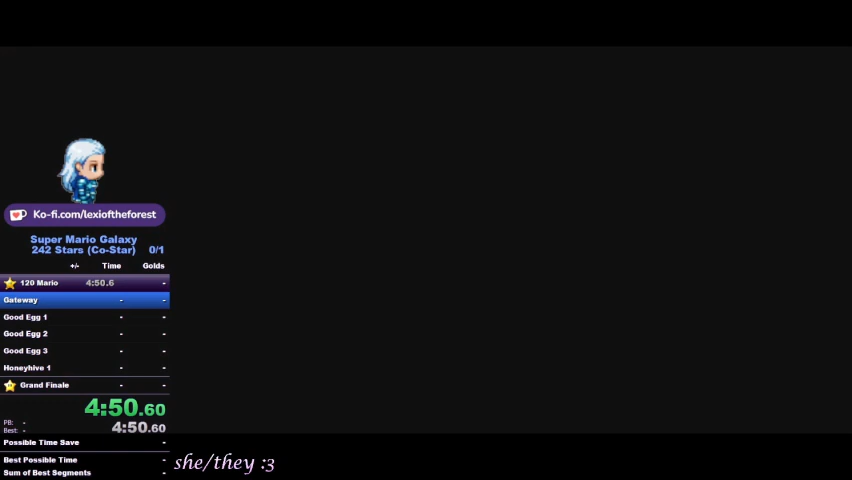 Ko-fi.com/lexioftheforest
Super Mario Galaxy
242 Stars (Co-Star) 0/1
+/- Time Golds
120 Mario 4:50.6 -
Gateway - -
Good Egg 1 - -
Good Egg 2 - -
Good Egg 3 - -
Honeyhive 1 - -
Grand Finale - -
4:50.60
PB: -
Best: - 4:50.60
Possible Time Save -
Best Possible Time -
Sum of Best Segments -
she/they :3